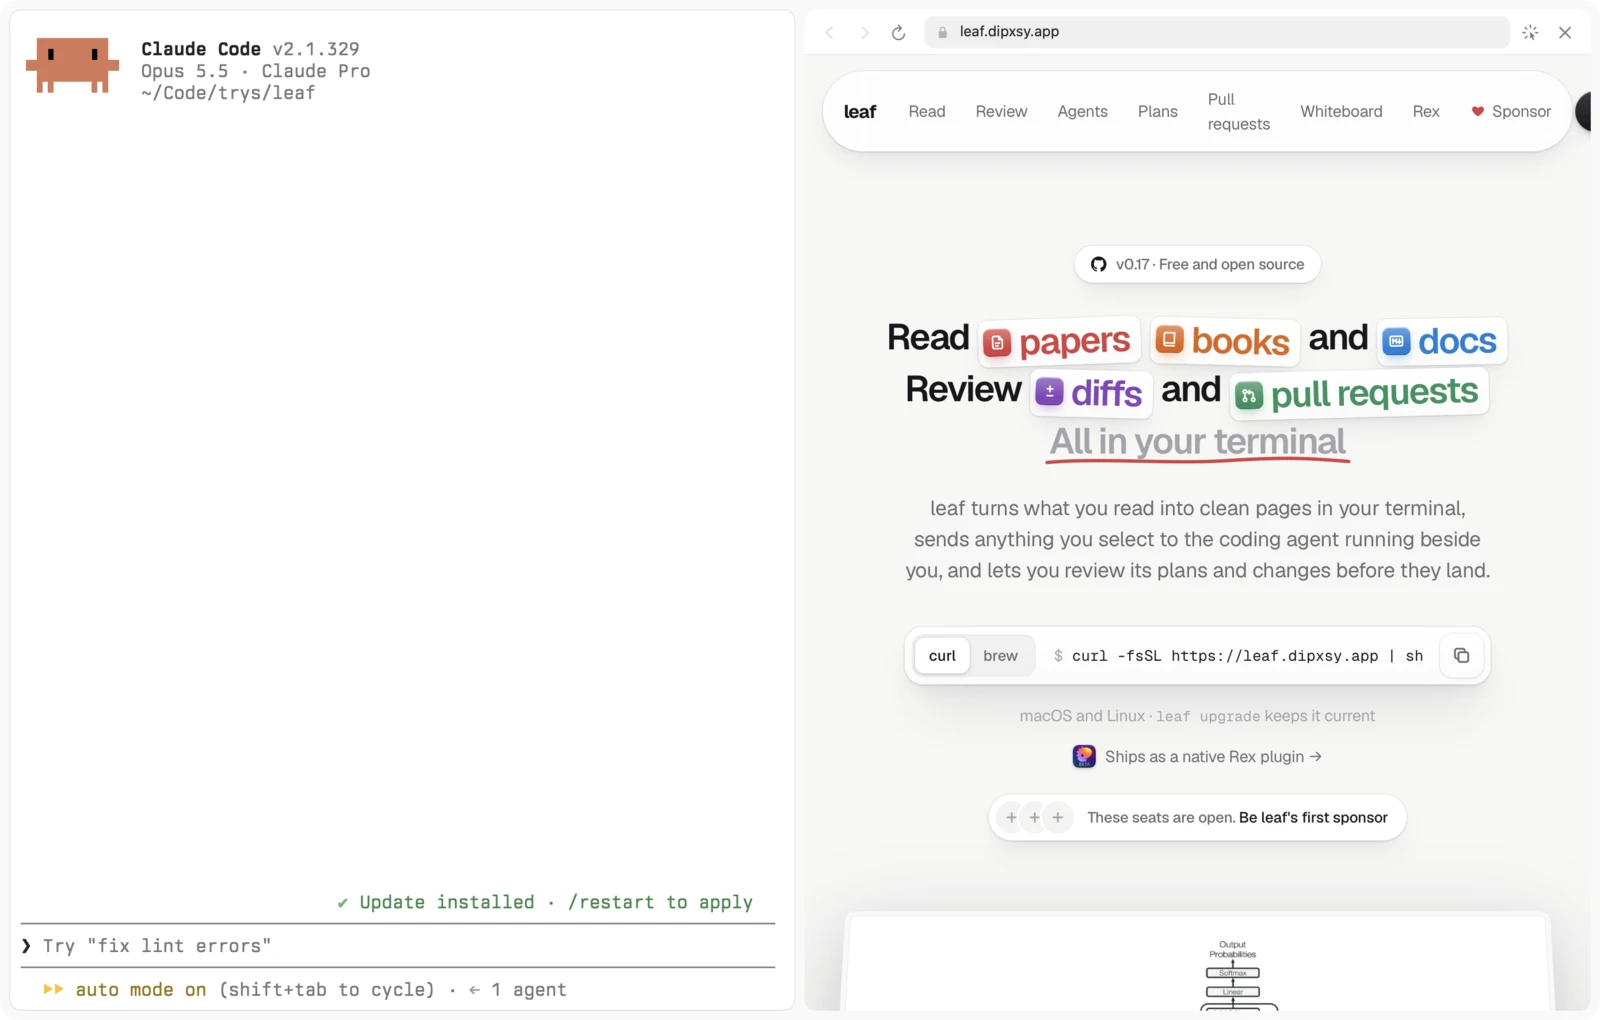 Claude Code v2.1.329
Opus 5.5 · Claude Pro
~/Code/trys/leaf
✔ Update installed · /restart to apply
❯ Try "fix lint errors"
auto mode on (shift+tab to cycle) · ← 1 agent
leaf.dipxsy.app
leaf Read Review Agents Plans Pull requests Whiteboard Rex Sponsor
v0.17 · Free and open source
Read papers books and docs
Review diffs and pull requests
All in your terminal
leaf turns what you read into clean pages in your terminal,
sends anything you select to the coding agent running beside
you, and lets you review its plans and changes before they land.
curl brew $ curl -fsSL https://leaf.dipxsy.app | sh
macOS and Linux · leaf upgrade keeps it current
BETA
Ships as a native Rex plugin →
These seats are open. Be leaf's first sponsor
Output
Probabilities
Softmax
Linear